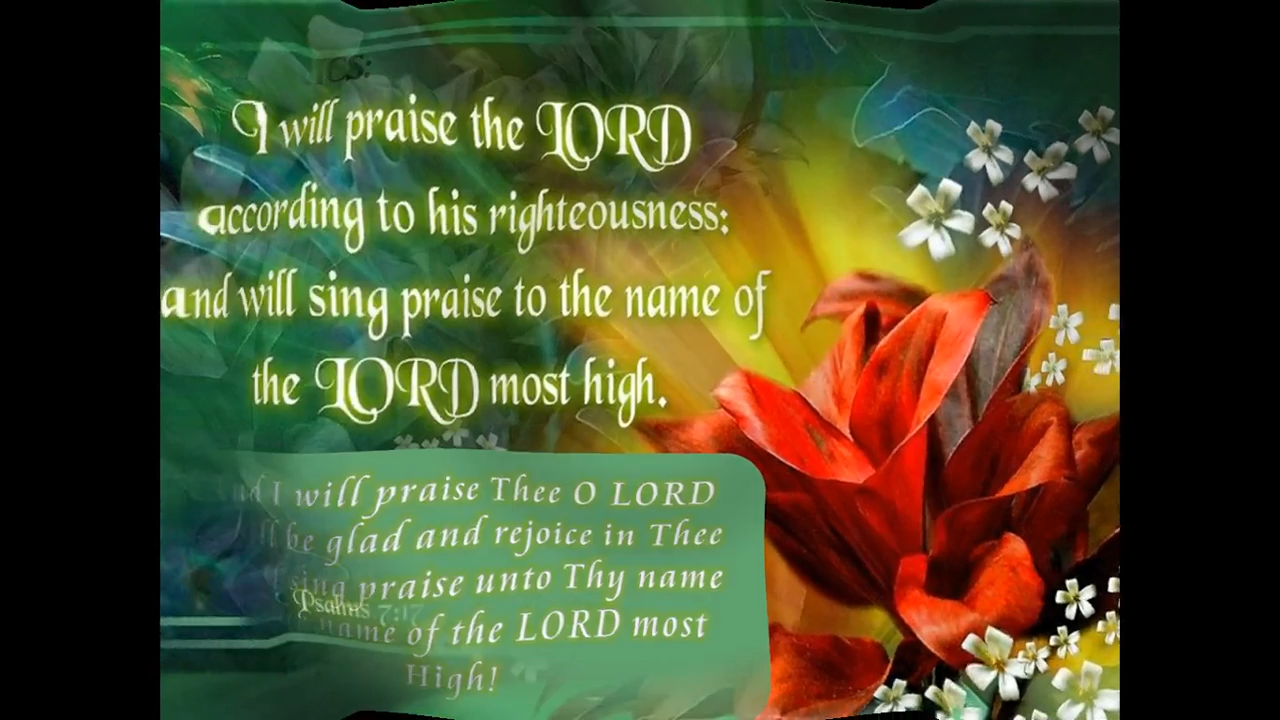 ICS:
I will praise the LORD
according to his righteousness:
and will sing praise to the name of
the LORD most high.
I will praise Thee O LORD
be glad and rejoice in Thee
sing praise unto Thy name
Psalms 7:17
name of the LORD most
High!